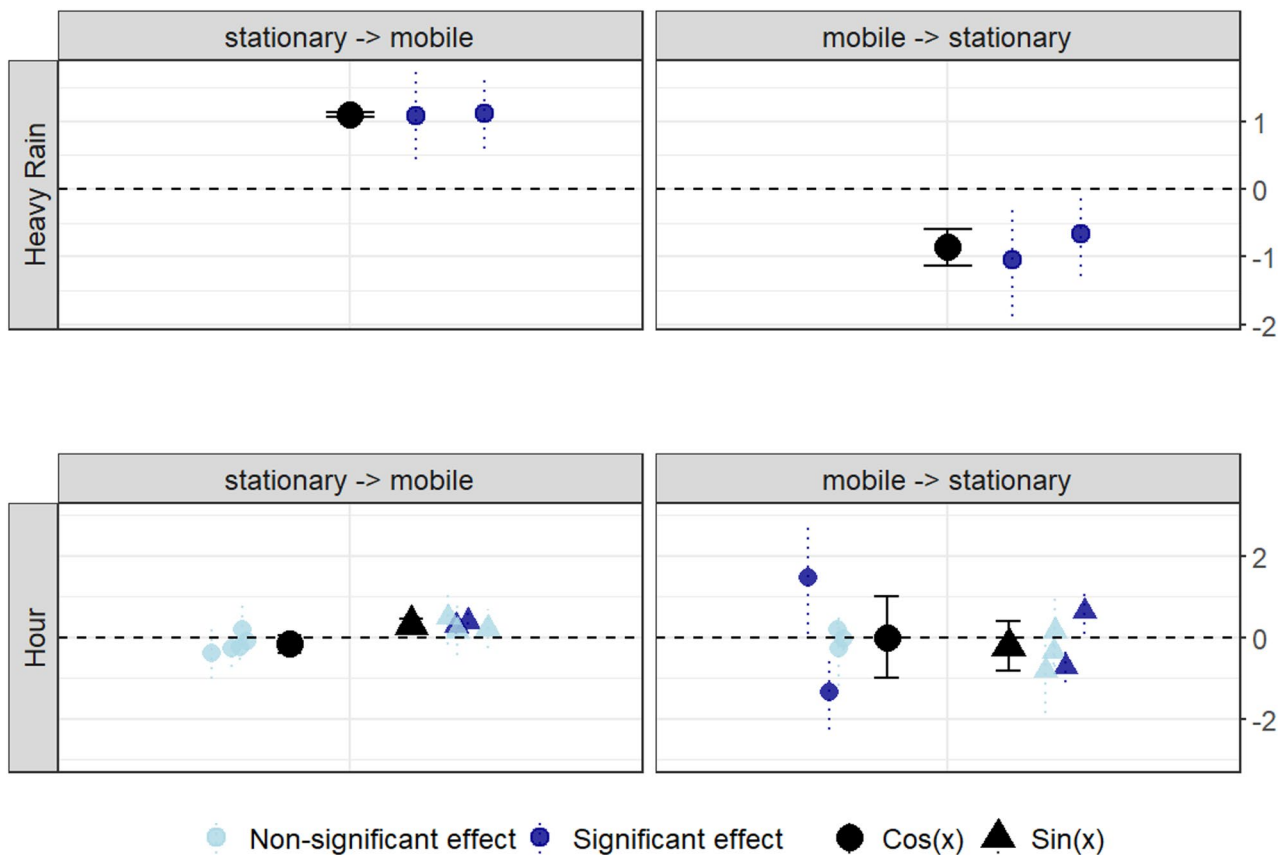 stationary -> mobile
mobile -> stationary
Heavy Rain
1
0
-1
-2
stationary -> mobile
mobile -> stationary
Hour
2
0
-2
Non-significant effect Significant effect Cos(x) Sin(x)